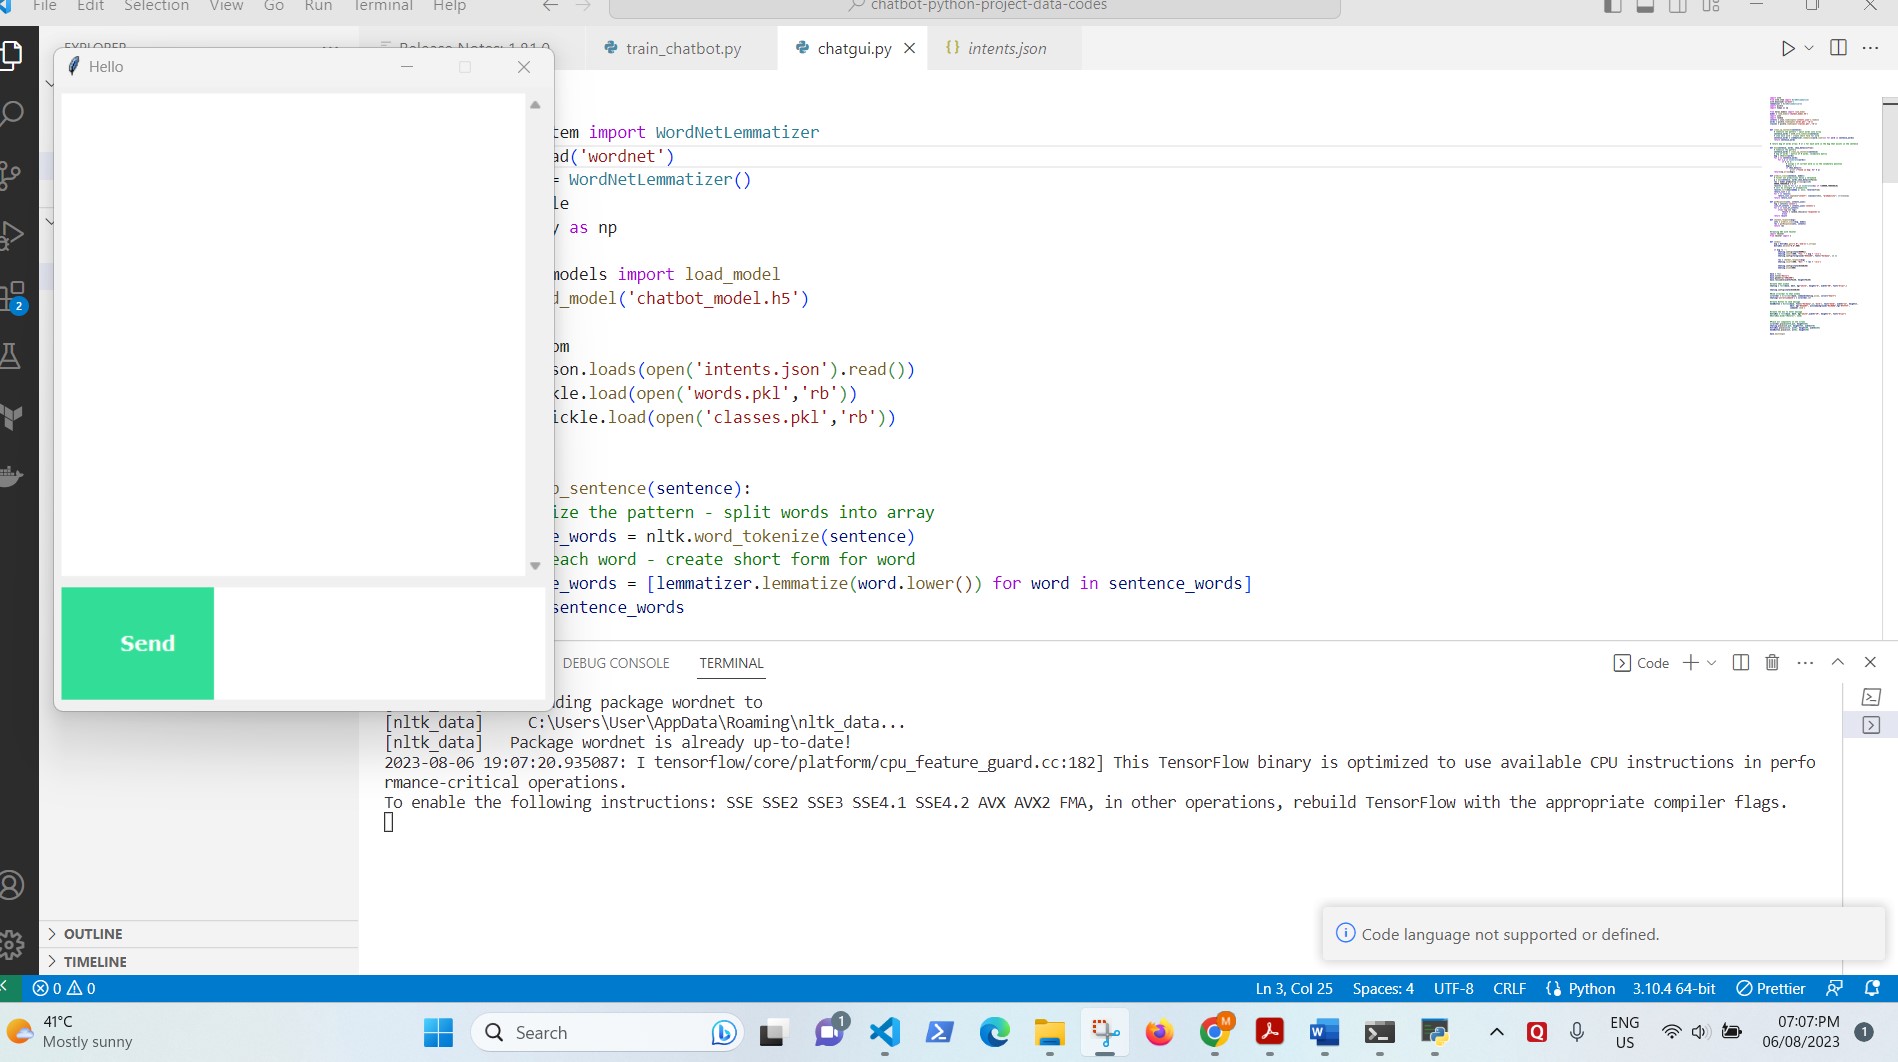 File Edit Selection View Go Run Terminal Help
chatbot-python-project-data-codes
EXPLORER
Release Notes: 1.81.0
train_chatbot.py
chatgui.py
{} intents.json
Hello
Send
2
tem import WordNetLemmatizer
ad('wordnet')
= WordNetLemmatizer()
le
y as np
models import load_model
d_model('chatbot_model.h5')
om
son.loads(open('intents.json').read())
kle.load(open('words.pkl','rb'))
ickle.load(open('classes.pkl','rb'))
p_sentence(sentence):
ize the pattern - split words into array
e_words = nltk.word_tokenize(sentence)
each word - create short form for word
e_words = [lemmatizer.lemmatize(word.lower()) for word in sentence_words]
sentence_words
DEBUG CONSOLE TERMINAL
Code
ding package wordnet to
[nltk_data] C:\Users\User\AppData\Roaming\nltk_data...
[nltk_data] Package wordnet is already up-to-date!
2023-08-06 19:07:20.935087: I tensorflow/core/platform/cpu_feature_guard.cc:182] This TensorFlow binary is optimized to use available CPU instructions in perfo
rmance-critical operations.
To enable the following instructions: SSE SSE2 SSE3 SSE4.1 SSE4.2 AVX AVX2 FMA, in other operations, rebuild TensorFlow with the appropriate compiler flags.
OUTLINE
TIMELINE
Code language not supported or defined.
0 0
Ln 3, Col 25 Spaces: 4 UTF-8 CRLF Python 3.10.4 64-bit Prettier
41°C
Mostly sunny
Search
1
M
ENG
US
07:07:PM
06/08/2023
1